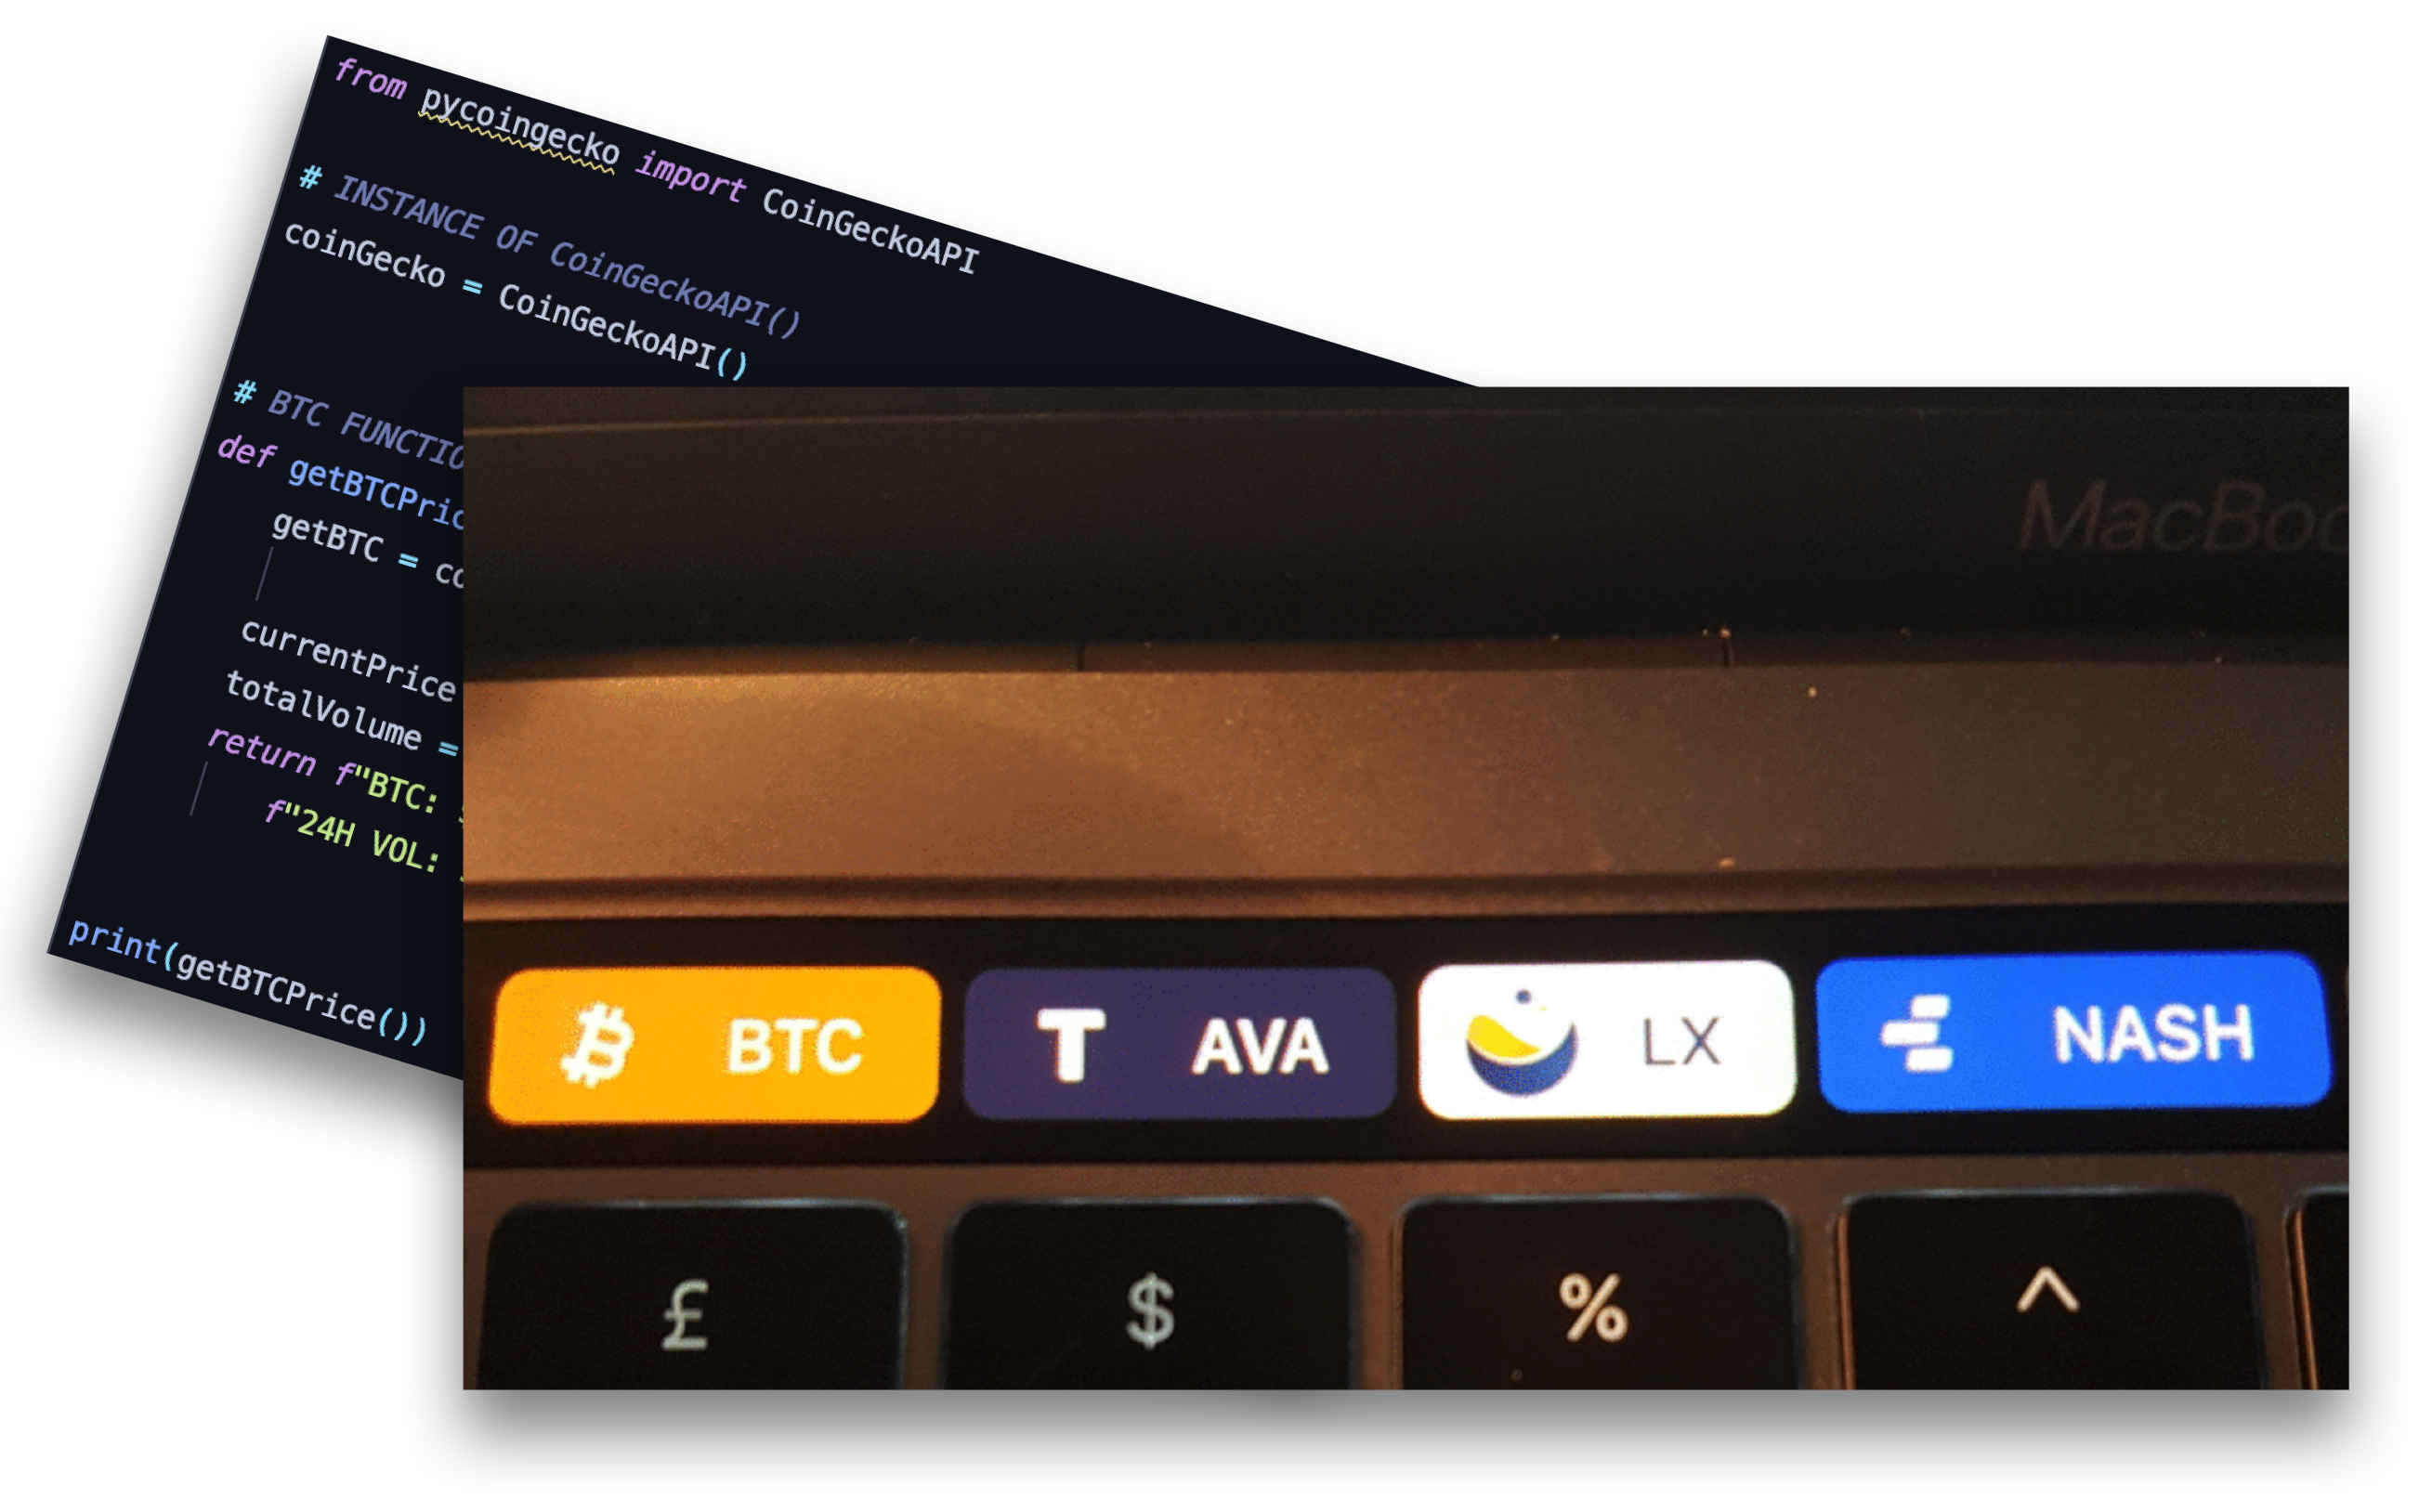 from pycoingecko import CoinGeckoAPI
# INSTANCE OF CoinGeckoAPI()
coinGecko = CoinGeckoAPI()
# BTC
def
getBTC =
currentPrice
totalVolume =
return f"BTC:
f"24H VOL:
print(getBTCPrice())
BTC
T AVA
LX
NASH
£
$
%
^